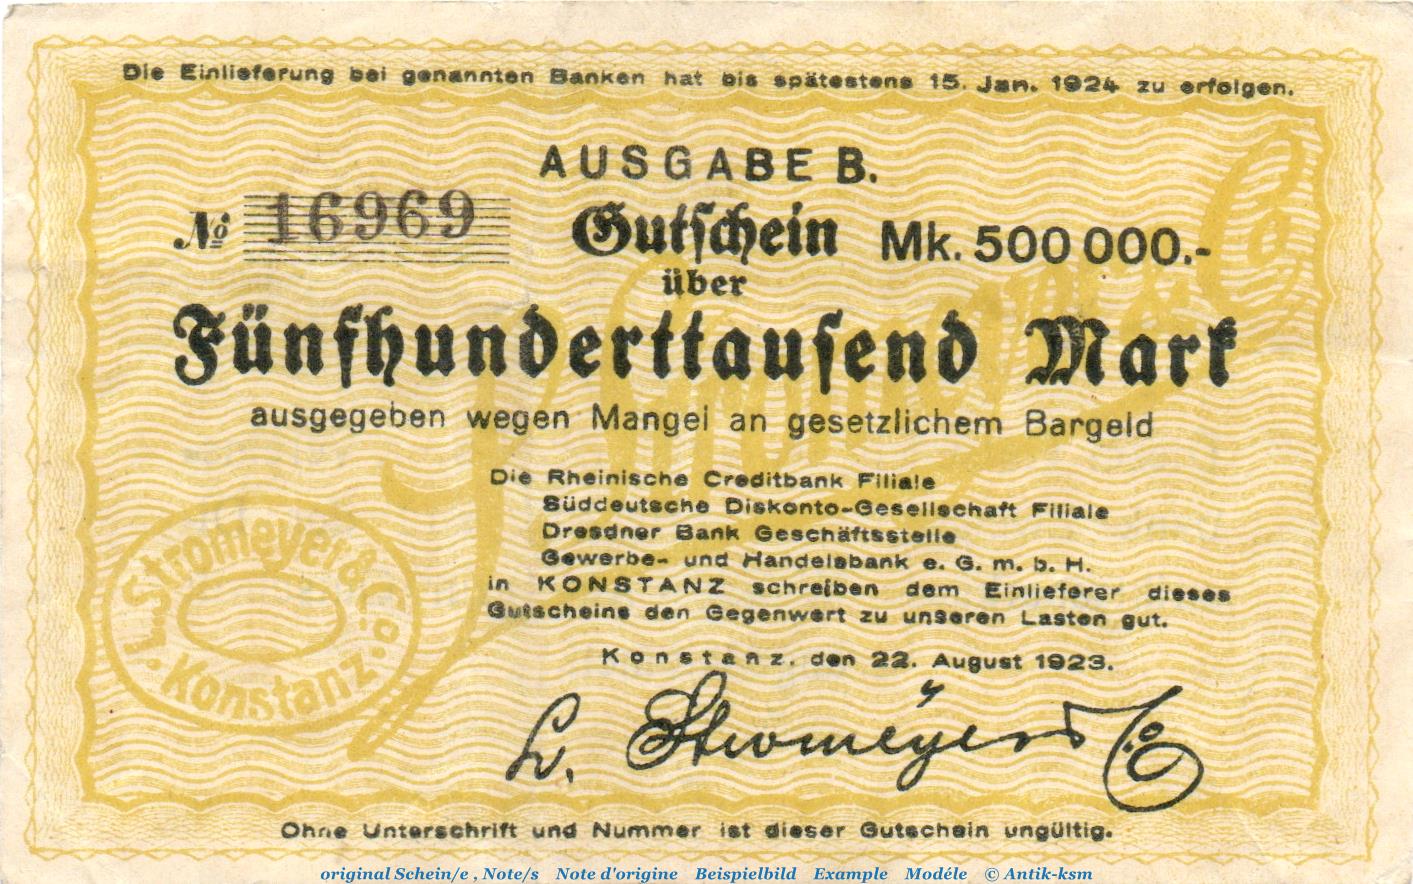 Die Einlieferung bei genannten Banken hat bis spätestens 15. Jan. 1924 zu erfolgen.
AUSGABE B.
No 16969
Gutschein Mk. 500 000.-
über
Fünfhunderttausend Mark
ausgegeben wegen Mangel an gesetzlichem Bargeld
Die Rheinische Creditbank Filiale
Süddeutsche Diskonto-Gesellschaft Filiale
Dresdner Bank Geschäftsstelle
Gewerbe- und Handelsbank e. G. m. b. H.
in KONSTANZ schreiben dem Einlieferer dieses
Gutscheins den Gegenwert zu unseren Lasten gut.
L. Stromeyer & Co.
Konstanz.
Konstanz, den 22. August 1923.
L. Stromeyer & Co
Ohne Unterschrift und Nummer ist dieser Gutschein ungültig.
original Schein/e , Note/s Note d'origine Beispielbild Example Modéle © Antik-ksm